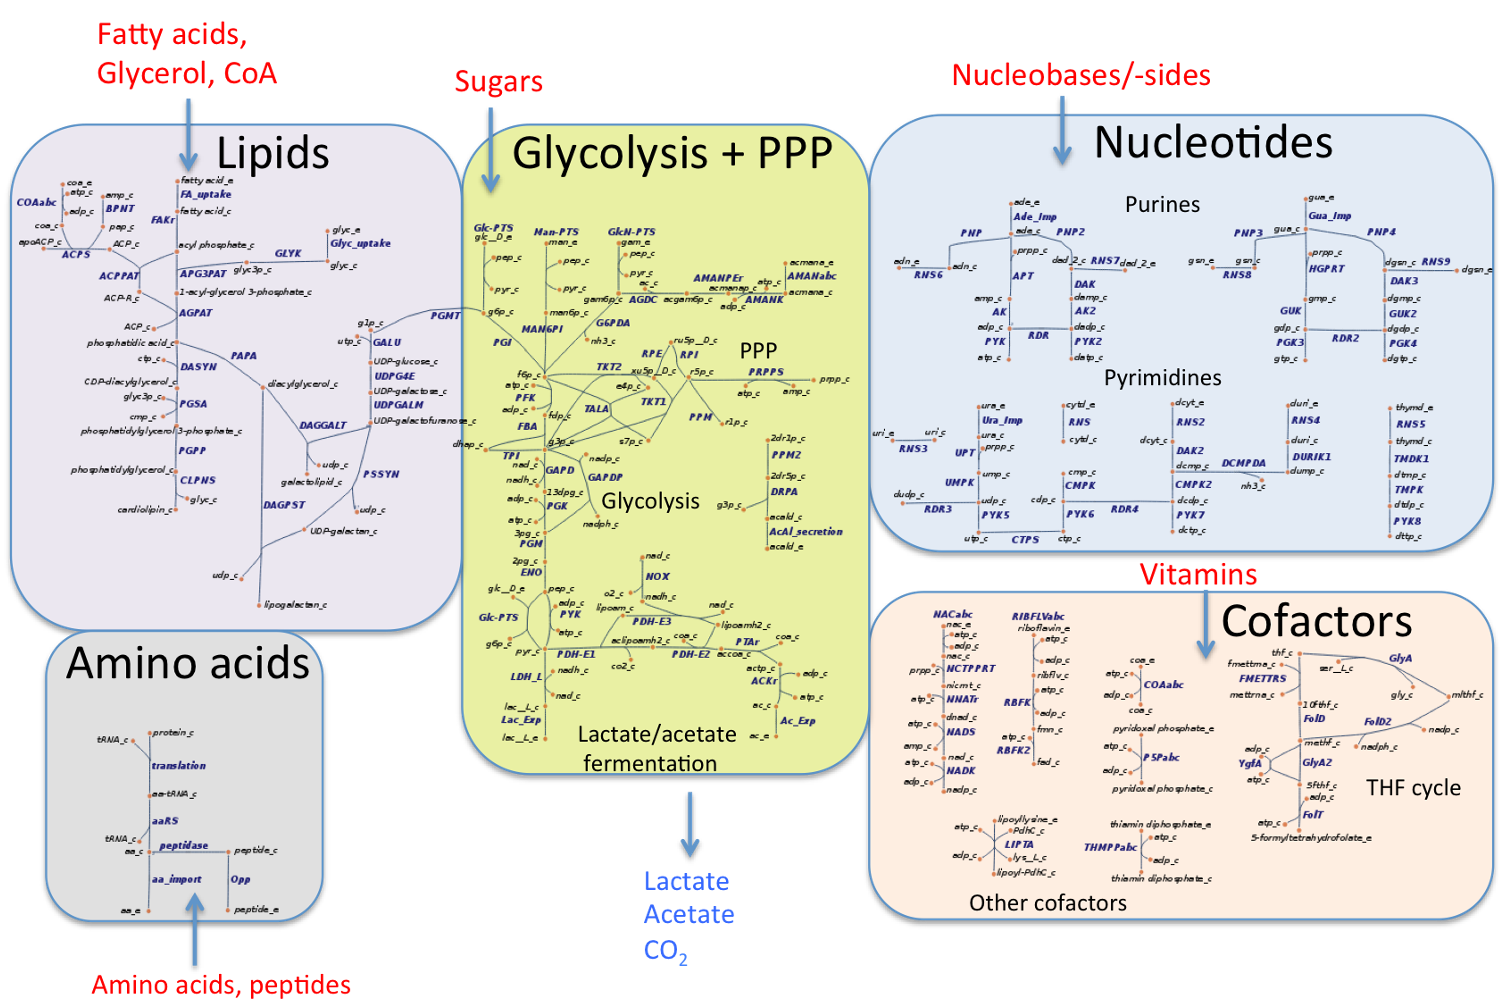 Fatty acids,
Glycerol, CoA
Sugars
Nucleobases/-sides
Lipids
coa_e
atp_c
COAabc
adp_c
coa_c
amp_c
BPNT
pap_c
apoACP_c
ACP_c
ACPS
fatty acid_e
FA_uptake
fatty acid_c
FAKr
acyl phosphate_c
glyc_e
Glyc_uptake
GLYK
glyc3p_c
glyc_c
ACPPAT
APG3PAT
ACP-R_c
1-acyl-glycerol 3-phosphate_c
AGPAT
ACP_c
phosphatidic acid_c
PAPA
ctp_c
DASYN
CDP-diacylglycerol_c
glyc3p_c
PGSA
cmp_c
phosphatidylglycerol 3-phosphate_c
PGPP
phosphatidylglycerol_c
CLPNS
glyc_c
cardiolipin_c
diacylglycerol_c
g1p_c
utp_c
GALU
UDP-glucose_c
UDPG4E
UDP-galactose_c
UDPGALM
UDP-galactofuranose_c
DAGGALT
udp_c
galactolipid_c
PSSYN
DAGPST
udp_c
UDP-galactan_c
udp_c
lipogalactan_c
PGMT
Glycolysis + PPP
Glc-PTS
glc__D_e
pep_c
pyr_c
g6p_c
Man-PTS
man_e
pep_c
pyr_c
man6p_c
MAN6PI
GlcN-PTS
gam_e
pep_c
pyr_c
ac_c
gam6p_c
AGDC
acgam6p_c
AMANPEr
acmanap_c
atp_c
adp_c
AMANK
acmana_e
AMANabc
acmana_c
G6PDA
nh3_c
PGI
PPP
ru5p__D_c
RPE
RPI
TKT2
xu5p__D_c
r5p_c
PRPPS
prpp_c
atp_c
amp_c
f6p_c
atp_c
PFK
adp_c
e4p_c
TALA
TKT1
PPM
r1p_c
fdp_c
FBA
dhap_c
g3p_c
s7p_c
TPI
nad_c
GAPD
nadh_c
nadp_c
GAPDP
13dpg_c
adp_c
PGK
atp_c
nadph_c
Glycolysis
3pg_c
PGM
2pg_c
ENO
2dr1p_c
PPM2
2dr5p_c
DRPA
g3p_c
acald_c
AcAl_secretion
acald_e
glc__D_e
pep_c
adp_c
Glc-PTS
PYK
atp_c
g6p_c
pyr_c
nad_c
NOX
o2_c
nadh_c
lipoam_c
nad_c
PDH-E3
lipoamh2_c
aclipoamh2_c
coa_c
PDH-E1
co2_c
PDH-E2
accoa_c
PTAr
coa_c
actp_c
adp_c
ACKr
atp_c
ac_c
Ac_Exp
ac_e
LDH_L
nadh_c
nad_c
lac__L_c
Lac_Exp
lac__L_e
Lactate/acetate
fermentation
Lactate
Acetate
CO2
Nucleotides
Purines
ade_e
Ade_Imp
ade_c
PNP
PNP2
prpp_c
adn_e
RNS6
adn_c
APT
dad_2_c
RNS7
dad_2_e
DAK
amp_c
damp_c
AK
AK2
adp_c
RDR
dadp_c
PYK
PYK2
atp_c
datp_c
gua_e
Gua_Imp
gua_c
PNP3
PNP4
prpp_c
gsn_e
RNS8
gsn_c
HGPRT
dgsn_c
RNS9
dgsn_e
DAK3
gmp_c
dgmp_c
GUK
GUK2
gdp_c
RDR2
dgdp_c
PGK3
PGK4
gtp_c
dgtp_c
Pyrimidines
ura_e
Ura_Imp
uri_e
uri_c
RNS3
ura_c
prpp_c
UPT
ump_c
UMPK
dudp_c
RDR3
udp_c
PYK5
utp_c
CTPS
cytd_e
RNS
cytd_c
cmp_c
CMPK
cdp_c
PYK6
ctp_c
RDR4
dcyt_e
RNS2
dcyt_c
DAK2
dcmp_c
DCMPDA
nh3_c
CMPK2
dcdp_c
PYK7
dctp_c
duri_e
RNS4
duri_c
DURIK1
dump_c
thymd_e
RNS5
thymd_c
TMDK1
dtmp_c
TMPK
dtdp_c
PYK8
dttp_c
Vitamins
Cofactors
NACabc
nac_e
atp_c
adp_c
nac_c
prpp_c
NCTPPRT
nicrnt_c
atp_c
NNATr
dnad_c
atp_c
NADS
amp_c
nad_c
atp_c
NADK
adp_c
nadp_c
RIBFLVabc
riboflavin_e
atp_c
adp_c
ribflv_c
atp_c
RBFK
adp_c
fmn_c
atp_c
RBFK2
fad_c
coa_e
atp_c
COAabc
adp_c
coa_c
pyridoxal phosphate_e
atp_c
P5Pabc
adp_c
pyridoxal phosphate_c
thf_c
fmettrna_c
FMETTRS
mettrna_c
ser__L_c
GlyA
gly_c
mlthf_c
10fthf_c
FolD
FolD2
nadp_c
nadph_c
methf_c
adp_c
YgfA
atp_c
GlyA2
5fthf_c
adp_c
atp_c
FolT
5-formyltetrahydrofolate_e
THF cycle
lipoyllysine_e
atp_c
PdhC_c
LIPTA
adp_c
lys__L_c
lipoyl-PdhC_c
thiamin diphosphate_e
atp_c
THMPPabc
adp_c
thiamin diphosphate_c
Other cofactors
Amino acids
tRNA_c
protein_c
translation
aa-tRNA_c
aaRS
tRNA_c
peptidase
aa_c
peptide_c
aa_import
Opp
aa_e
peptide_e
Amino acids, peptides